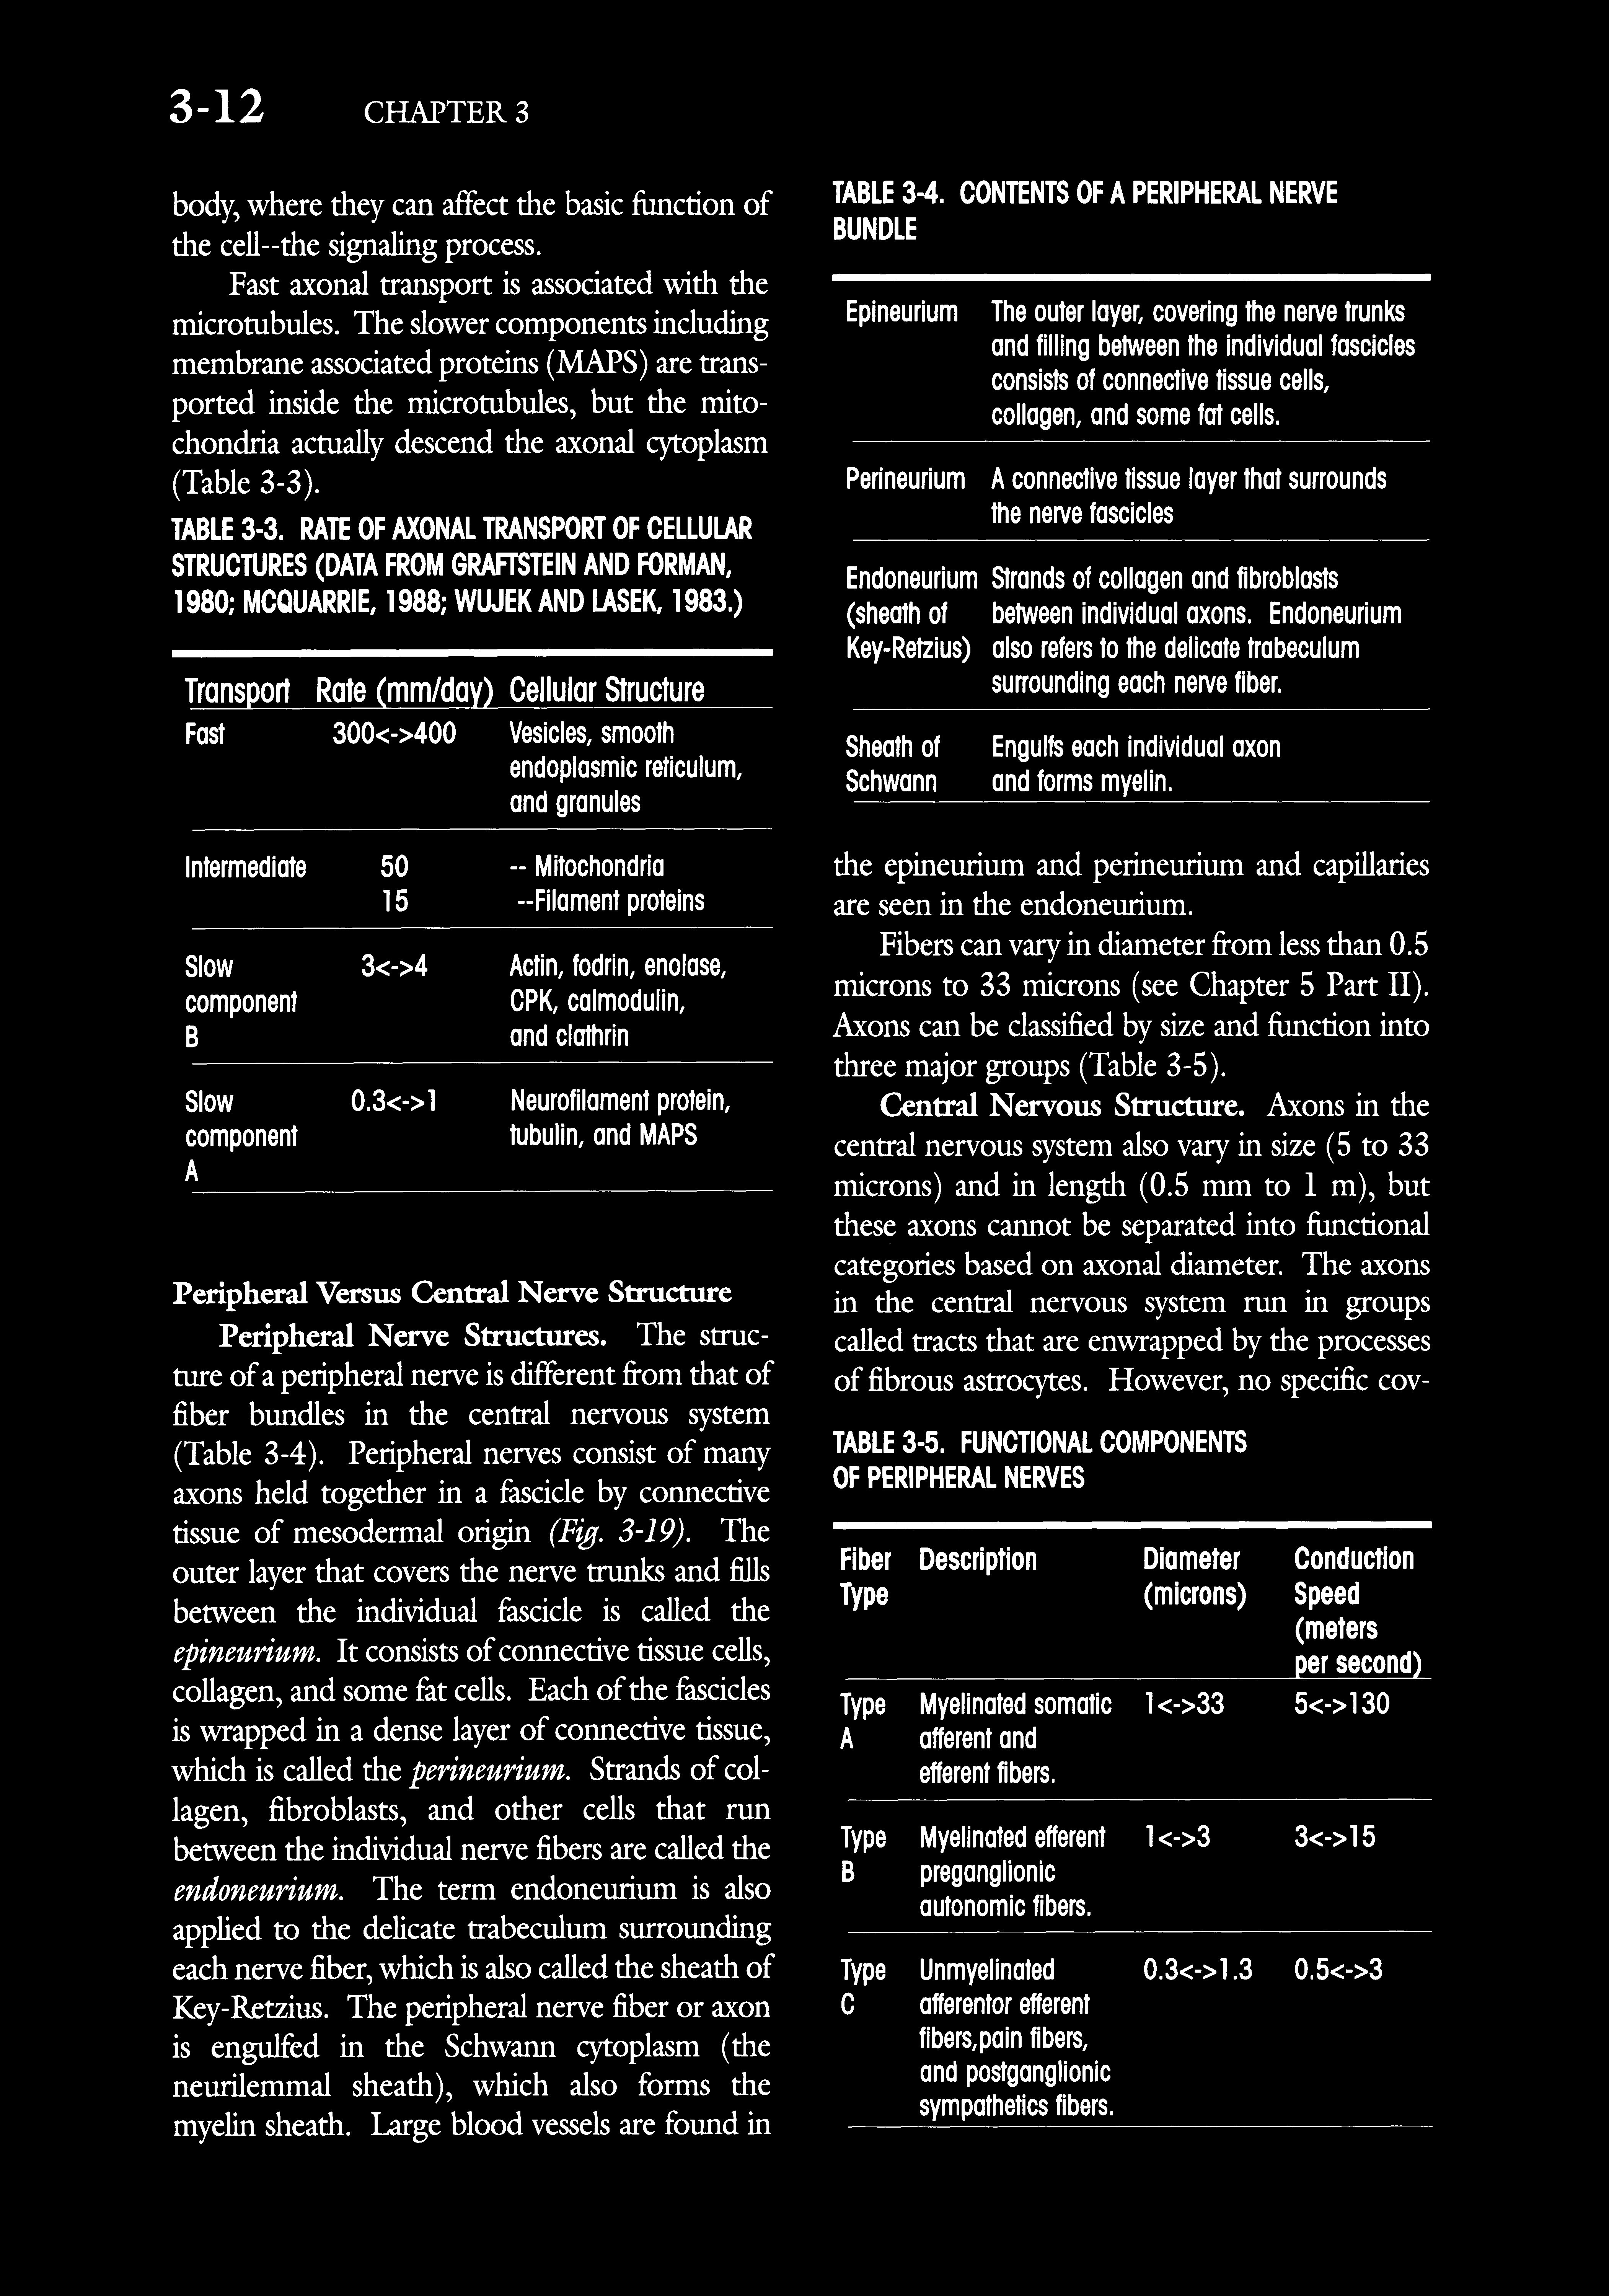 3-12 CHAPTER 3
body, where they can affect the basic function of
the cell--the signaling process.
Fast axonal transport is associated with the
microtubules. The slower components including
membrane associated proteins (MAPS) are trans-
ported inside the microtubules, but the mito-
chondria actually descend the axonal cytoplasm
(Table 3-3).
TABLE 3-3. RATE OF AXONAL TRANSPORT OF CELLULAR
STRUCTURES (DATA FROM GRAFTSTEIN AND FORMAN,
1980; MCQUARRIE, 1988; WUJEK AND LASEK, 1983.)
Transport Rate (mm/day) Cellular Structure
Fast 300<->400 Vesicles, smooth
endoplasmic reticulum,
and granules
Intermediate 50 -- Mitochondria
15 --Filament proteins
Slow 3<->4 Actin, fodrin, enolase,
component CPK, calmodulin,
B and clathrin
Slow 0.3<->1 Neurofilament protein,
component tubulin, and MAPS
A
Peripheral Versus Central Nerve Structure
Peripheral Nerve Structures. The struc-
ture of a peripheral nerve is different from that of
fiber bundles in the central nervous system
(Table 3-4). Peripheral nerves consist of many
axons held together in a fascicle by connective
tissue of mesodermal origin (Fig. 3-19). The
outer layer that covers the nerve trunks and fills
between the individual fascicle is called the
epineurium. It consists of connective tissue cells,
collagen, and some fat cells. Each of the fascicles
is wrapped in a dense layer of connective tissue,
which is called the perineurium. Strands of col-
lagen, fibroblasts, and other cells that run
between the individual nerve fibers are called the
endoneurium. The term endoneurium is also
applied to the delicate trabeculum surrounding
each nerve fiber, which is also called the sheath of
Key-Retzius. The peripheral nerve fiber or axon
is engulfed in the Schwann cytoplasm (the
neurilemmal sheath), which also forms the
myelin sheath. Large blood vessels are found in
TABLE 3-4. CONTENTS OF A PERIPHERAL NERVE
BUNDLE
Epineurium The outer layer, covering the nerve trunks
and filling between the individual fascicles
consists of connective tissue cells,
collagen, and some fat cells.
Perineurium A connective tissue layer that surrounds
the nerve fascicles
Endoneurium Strands of collagen and fibroblasts
(sheath of between individual axons. Endoneurium
Key-Retzius) also refers to the delicate trabeculum
surrounding each nerve fiber.
Sheath of Engulfs each individual axon
Schwann and forms myelin.
the epineurium and perineurium and capillaries
are seen in the endoneurium.
Fibers can vary in diameter from less than 0.5
microns to 33 microns (see Chapter 5 Part II).
Axons can be classified by size and function into
three major groups (Table 3-5).
Central Nervous Structure. Axons in the
central nervous system also vary in size (5 to 33
microns) and in length (0.5 mm to 1 m), but
these axons cannot be separated into functional
categories based on axonal diameter. The axons
in the central nervous system run in groups
called tracts that are enwrapped by the processes
of fibrous astrocytes. However, no specific cov-
TABLE 3-5. FUNCTIONAL COMPONENTS
OF PERIPHERAL NERVES
Fiber Description Diameter Conduction
Type (microns) Speed
(meters
per second)
Type Myelinated somatic 1<->33 5<->130
A afferent and
efferent fibers.
Type Myelinated efferent 1<->3 3<->15
B preganglionic
autonomic fibers.
Type Unmyelinated 0.3<->1.3 0.5<->3
C afferentor efferent
fibers,pain fibers,
and postganglionic
sympathetics fibers.